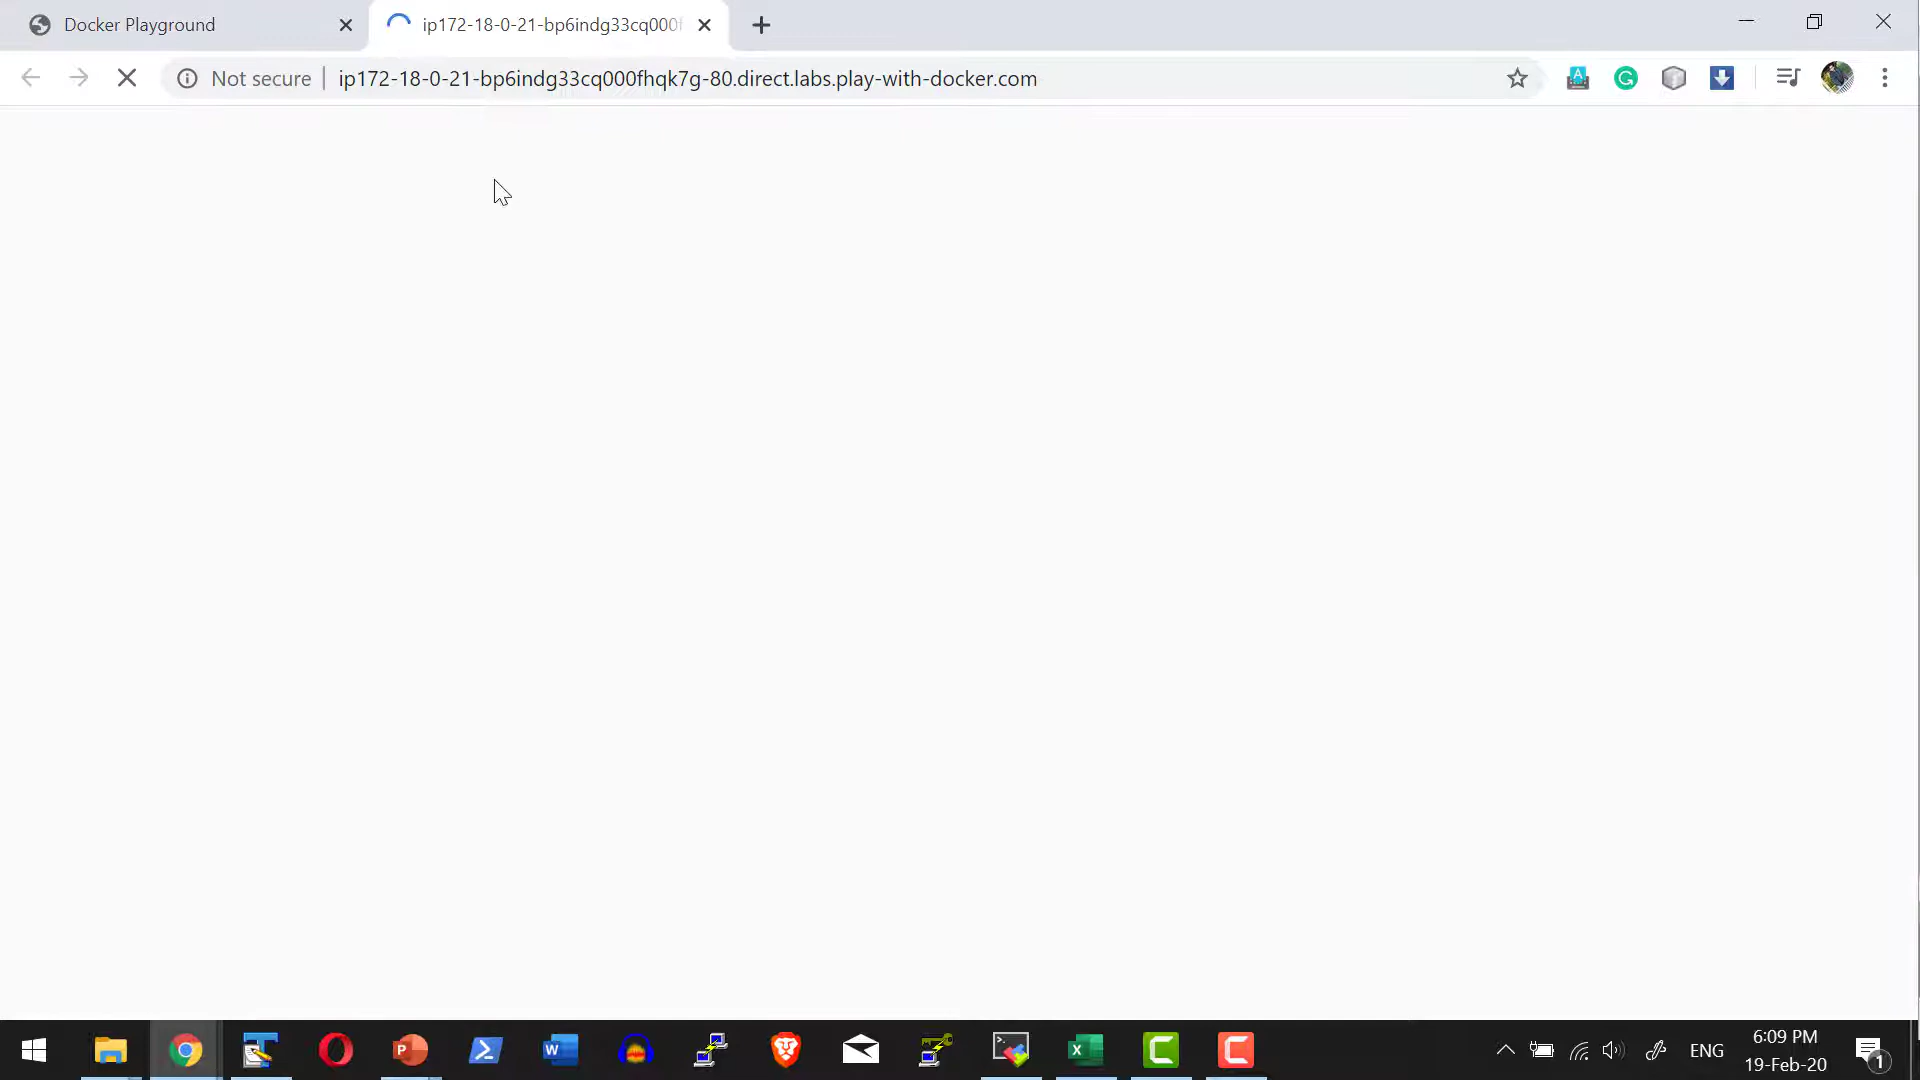 Docker Playground
ip172-18-0-21-bp6indg33cq000f
Not secure
ip172-18-0-21-bp6indg33cq000fhqk7g-80.direct.labs.play-with-docker.com
ENG
6:09 PM
19-Feb-20
1